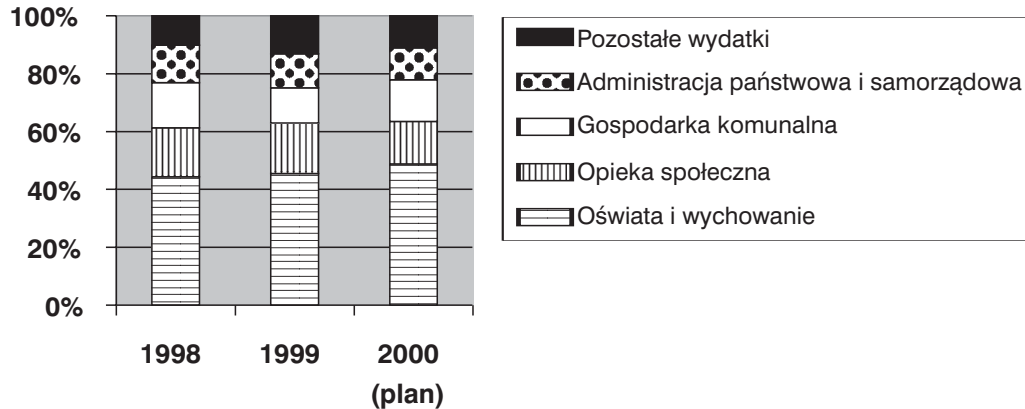 100%
80%
60%
40%
20%
0%
1998 1999 2000
(plan)
Pozostałe wydatki
Administracja państwowa i samorządowa
Gospodarka komunalna
Opieka społeczna
Oświata i wychowanie